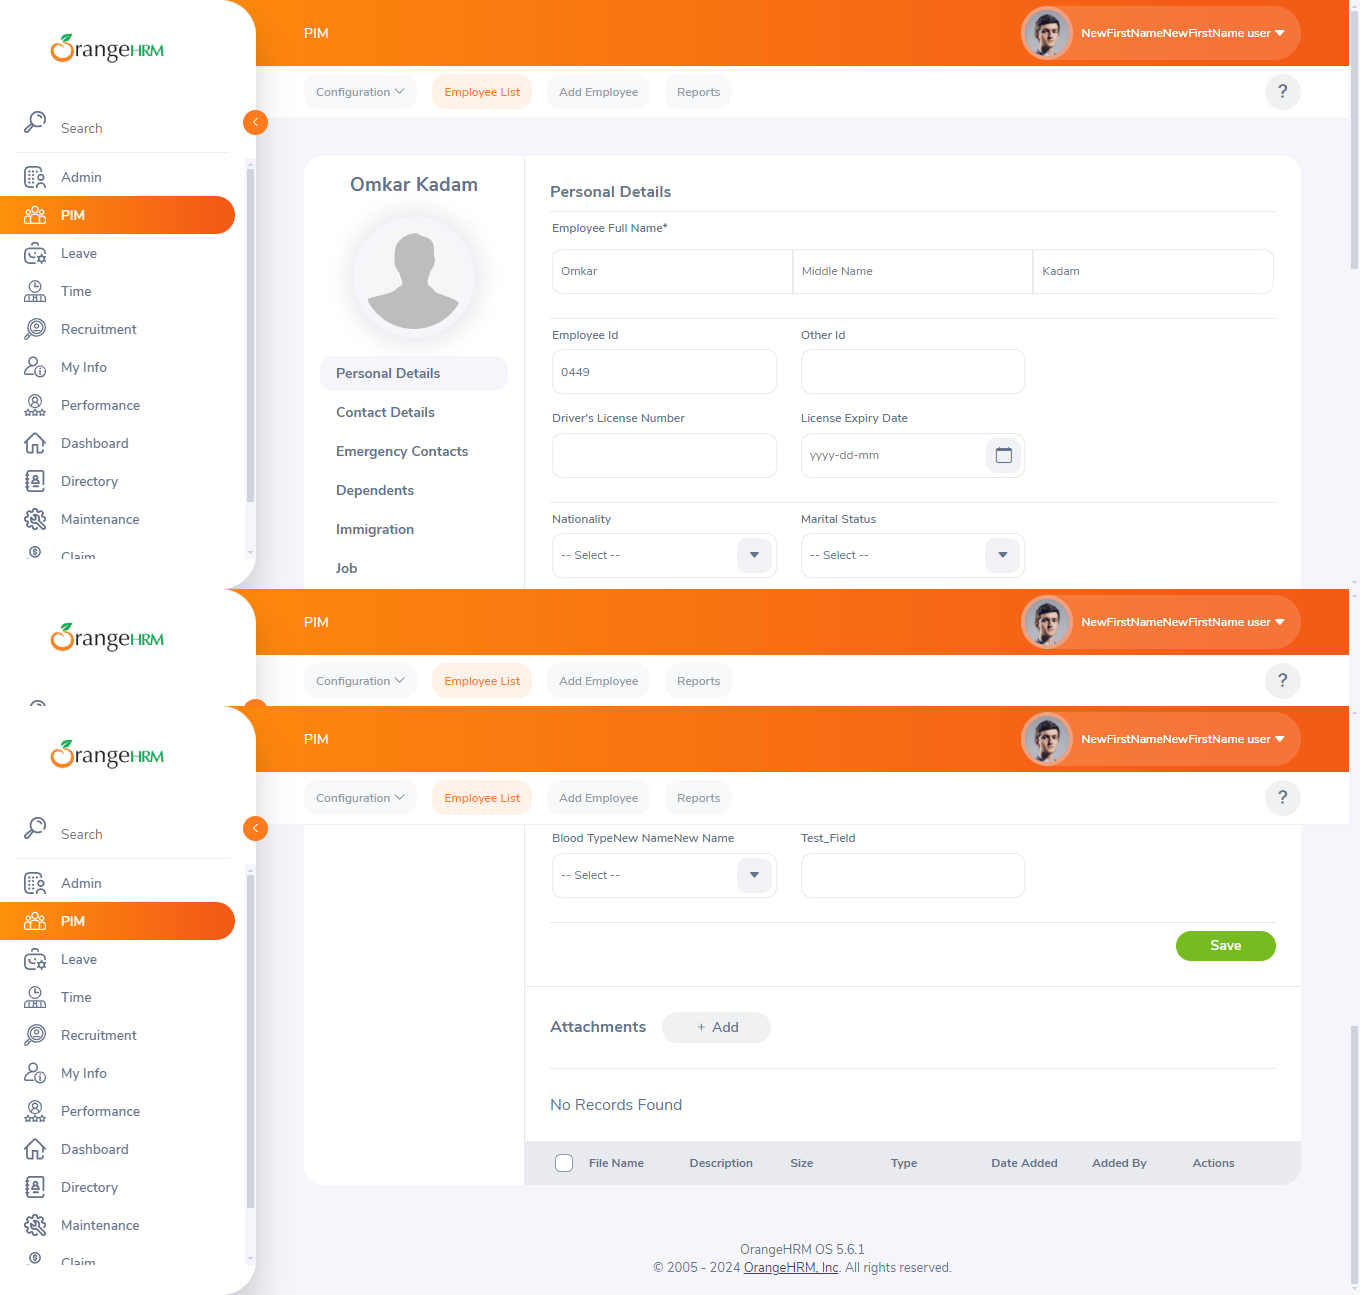 OrangeHRM
PIM
NewFirstNameNewFirstName user
Configuration
Employee List
Add Employee
Reports
?
Search
Admin
PIM
Leave
Time
Recruitment
My Info
Performance
Dashboard
Directory
Maintenance
Claim
Omkar Kadam
Personal Details
Contact Details
Emergency Contacts
Dependents
Immigration
Job
Personal Details
Employee Full Name*
Omkar
Middle Name
Kadam
Employee Id
Other Id
0449
Driver's License Number
License Expiry Date
yyyy-dd-mm
Nationality
Marital Status
-- Select --
-- Select --
OrangeHRM
PIM
NewFirstNameNewFirstName user
Configuration
Employee List
Add Employee
Reports
?
OrangeHRM
PIM
NewFirstNameNewFirstName user
Configuration
Employee List
Add Employee
Reports
?
Search
Admin
PIM
Leave
Time
Recruitment
My Info
Performance
Dashboard
Directory
Maintenance
Claim
Blood TypeNew NameNew Name
Test_Field
-- Select --
Save
Attachments
+ Add
No Records Found
File Name
Description
Size
Type
Date Added
Added By
Actions
OrangeHRM OS 5.6.1
© 2005 - 2024 OrangeHRM, Inc. All rights reserved.